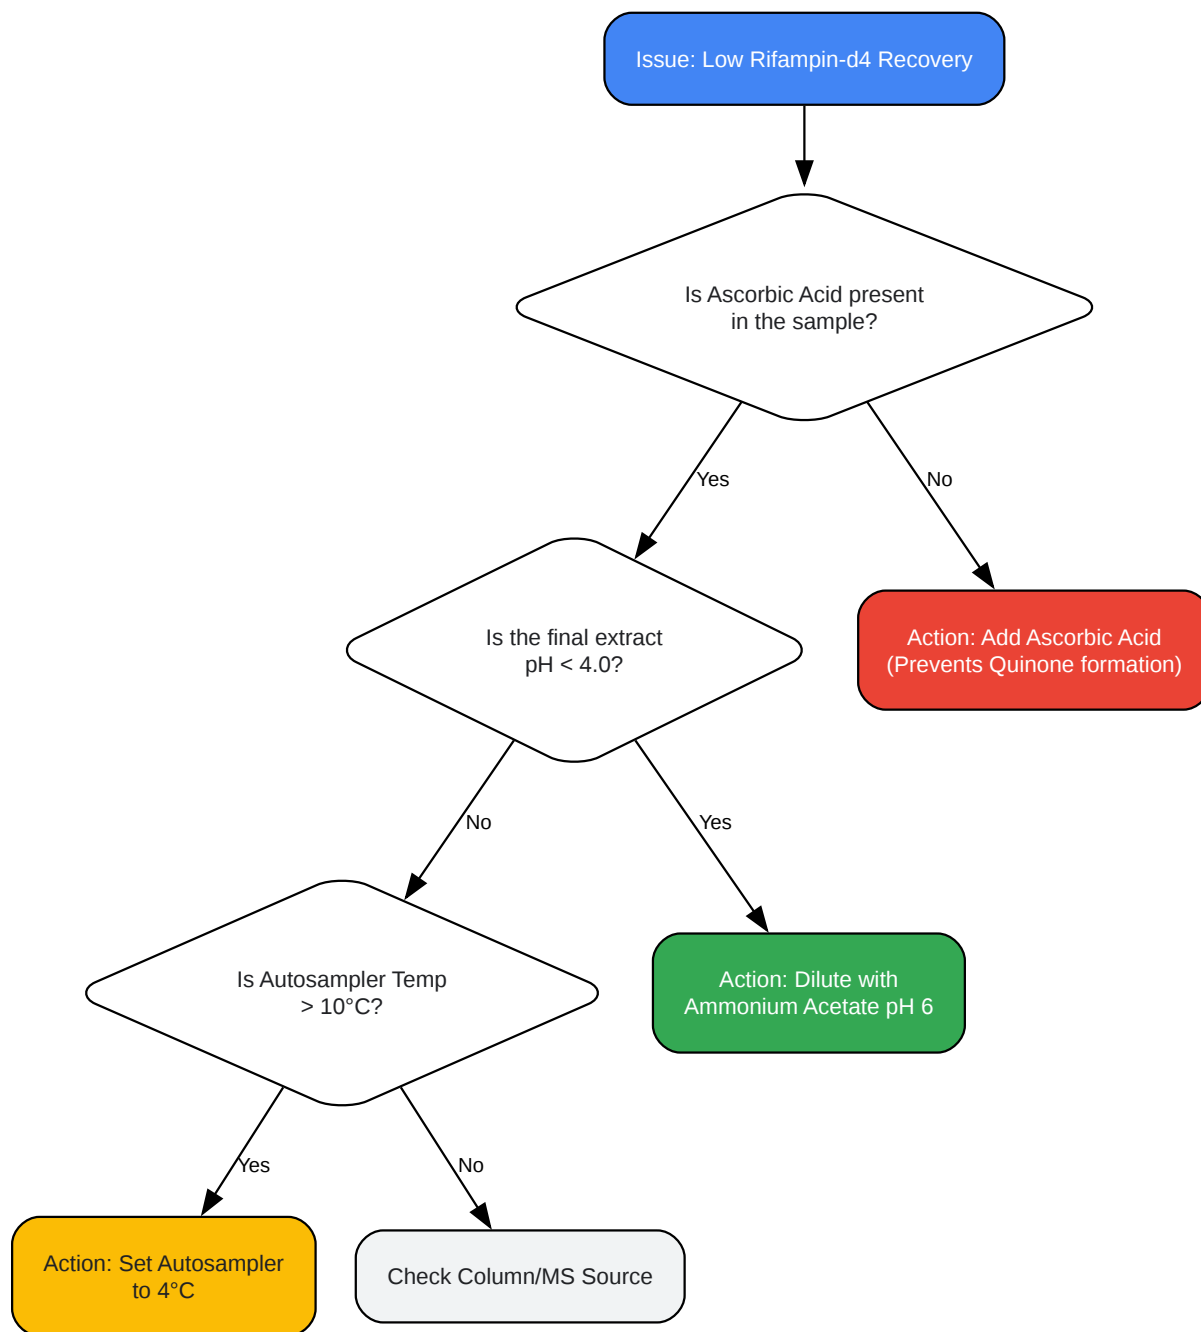 Issue: Low Rifampin-d4 Recovery
Is Ascorbic Acid present
in the sample?
Yes
No
Is the final extract
pH < 4.0?
Action: Add Ascorbic Acid
(Prevents Quinone formation)
No
Yes
Is Autosampler Temp
> 10°C?
Action: Dilute with
Ammonium Acetate pH 6
Yes
No
Action: Set Autosampler
to 4°C
Check Column/MS Source